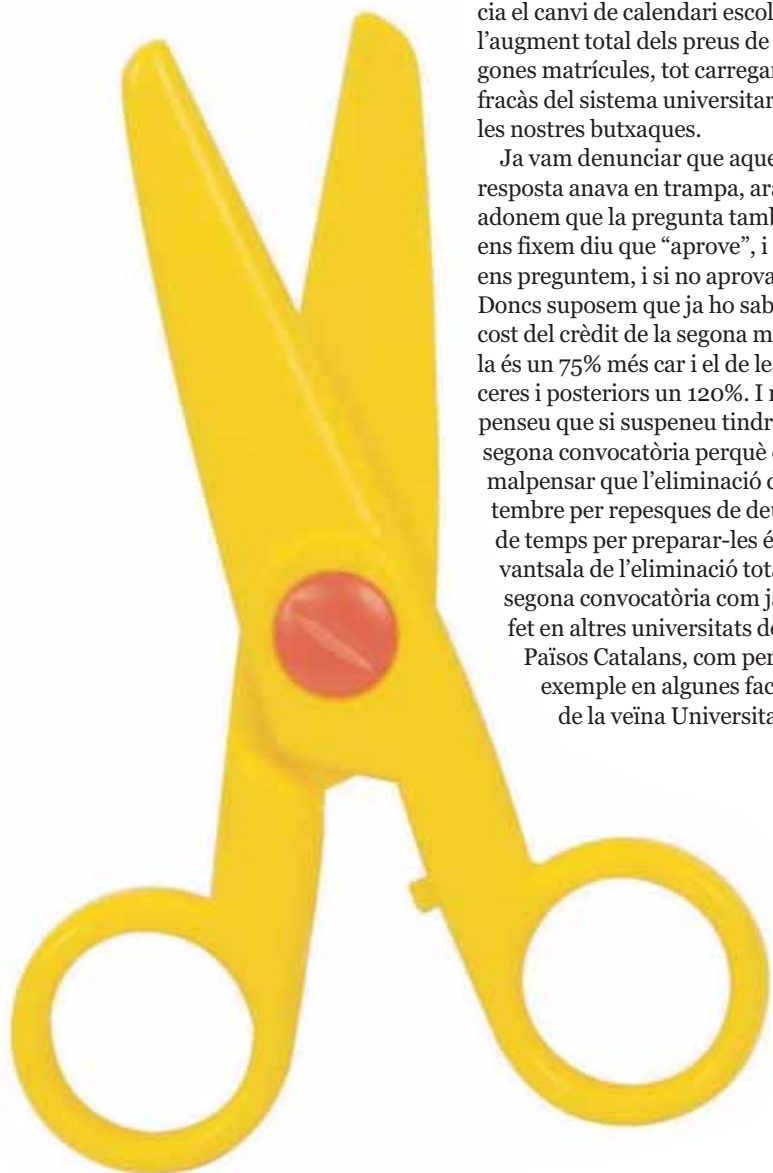 cia el canvi de calendari escol
l’augment total dels preus de
gones matrícules, tot carregan
fracàs del sistema universitar
les nostres butxaques.
Ja vam denunciar que aque
resposta anava en trampa, ara
adonem que la pregunta tamb
ens fixem diu que “aprove”, i
ens preguntem, i si no aprova
Doncs suposem que ja ho sab
cost del crèdit de la segona m
la és un 75% més car i el de les
ceres i posteriors un 120%. I
penseu que si suspeneu tindr
segona convocatòria perquè
malpensar que l’eliminació d
tembre per repesques de deu
de temps per preparar-les é
vantsala de l’eliminació tota
segona convocatòria com ja
fet en altres universitats de
Països Catalans, com per
exemple en algunes fac
de la veïna Universita